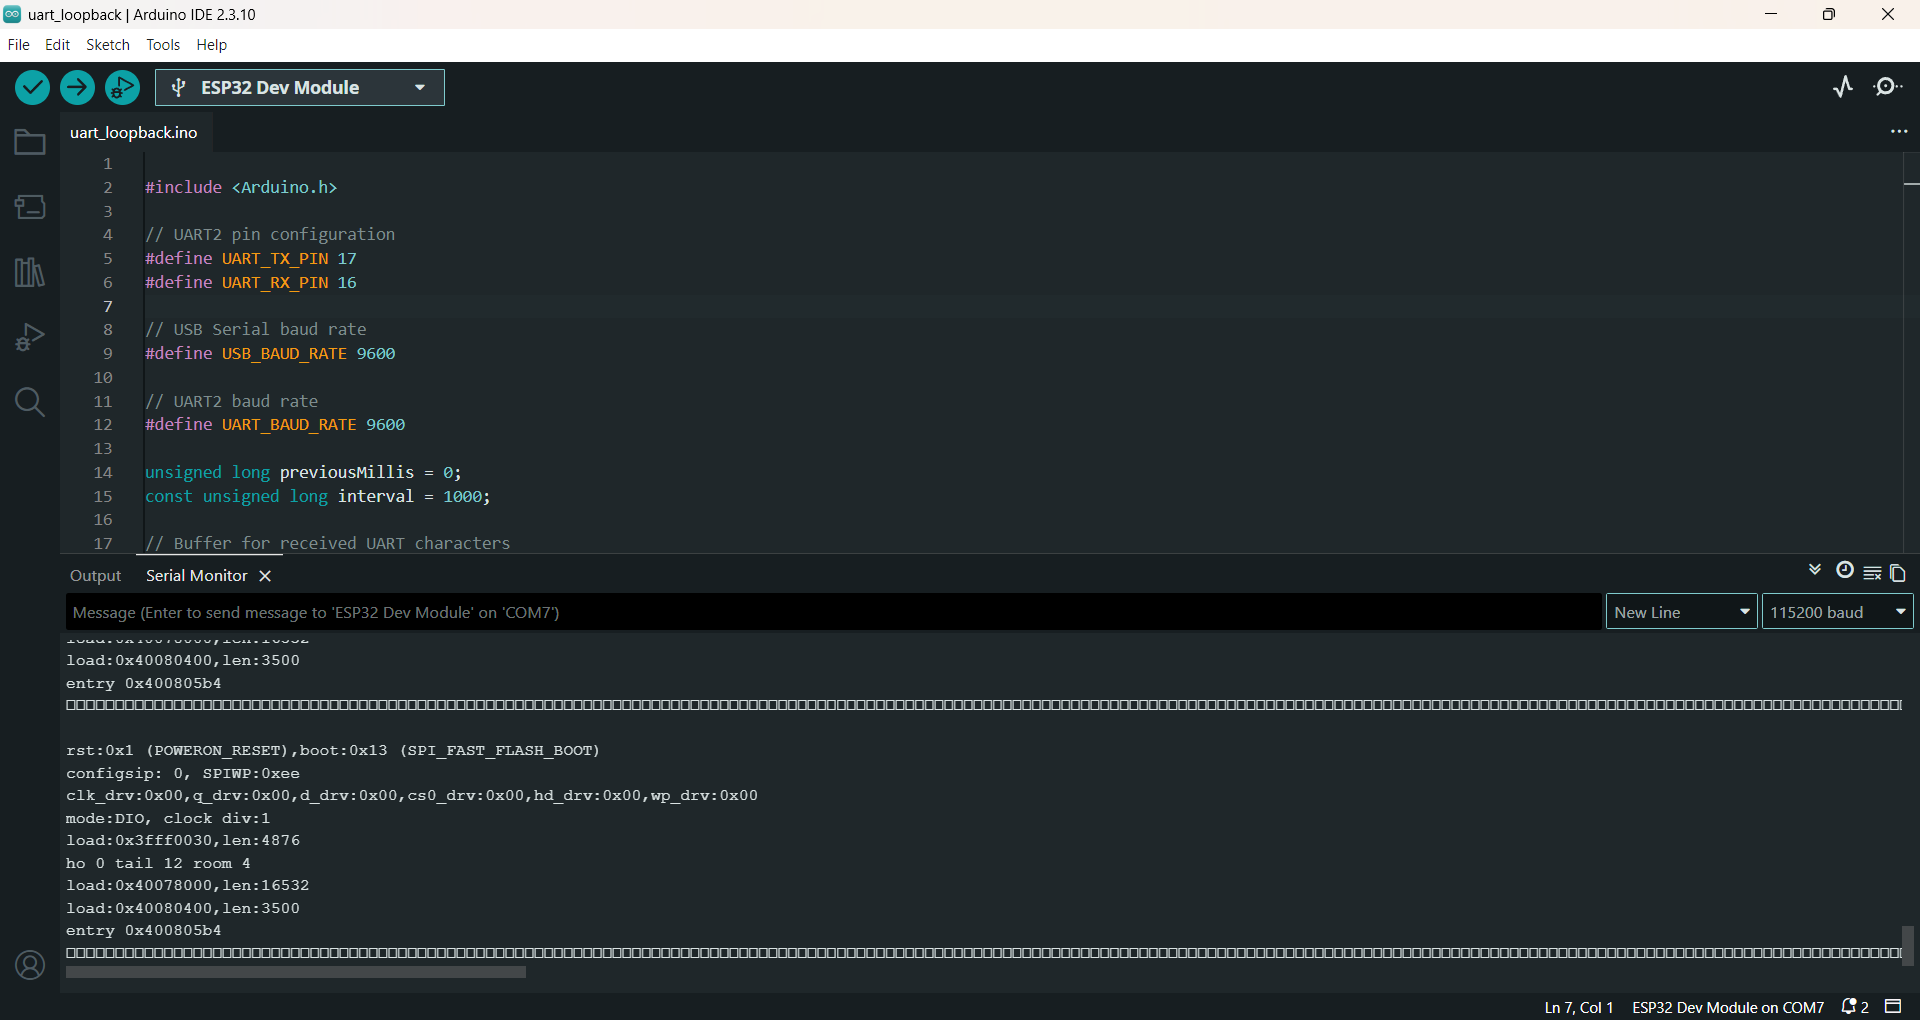 uart_loopback | Arduino IDE 2.3.10
File Edit Sketch Tools Help
ESP32 Dev Module
uart_loopback.ino
1
2 #include <Arduino.h>
3
4 // UART2 pin configuration
5 #define UART_TX_PIN 17
6 #define UART_RX_PIN 16
7
8 // USB Serial baud rate
9 #define USB_BAUD_RATE 9600
10
11 // UART2 baud rate
12 #define UART_BAUD_RATE 9600
13
14 unsigned long previousMillis = 0;
15 const unsigned long interval = 1000;
16
17 // Buffer for received UART characters
Output Serial Monitor
Message (Enter to send message to 'ESP32 Dev Module' on 'COM7')
New Line
115200 baud
load:0x40078000,len:16532
load:0x40080400,len:3500
entry 0x400805b4
rst:0x1 (POWERON_RESET),boot:0x13 (SPI_FAST_FLASH_BOOT)
configsip: 0, SPIWP:0xee
clk_drv:0x00,q_drv:0x00,d_drv:0x00,cs0_drv:0x00,hd_drv:0x00,wp_drv:0x00
mode:DIO, clock div:1
load:0x3fff0030,len:4876
ho 0 tail 12 room 4
load:0x40078000,len:16532
load:0x40080400,len:3500
entry 0x400805b4
Ln 7, Col 1 ESP32 Dev Module on COM7 2